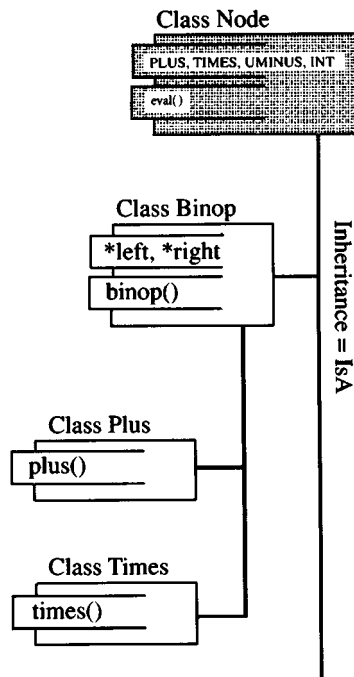 Class Node
PLUS, TIMES, UMINUS, INT
eval()
Class Binop
*left, *right
binop()
Inheritance = IsA
Class Plus
plus()
Class Times
times()